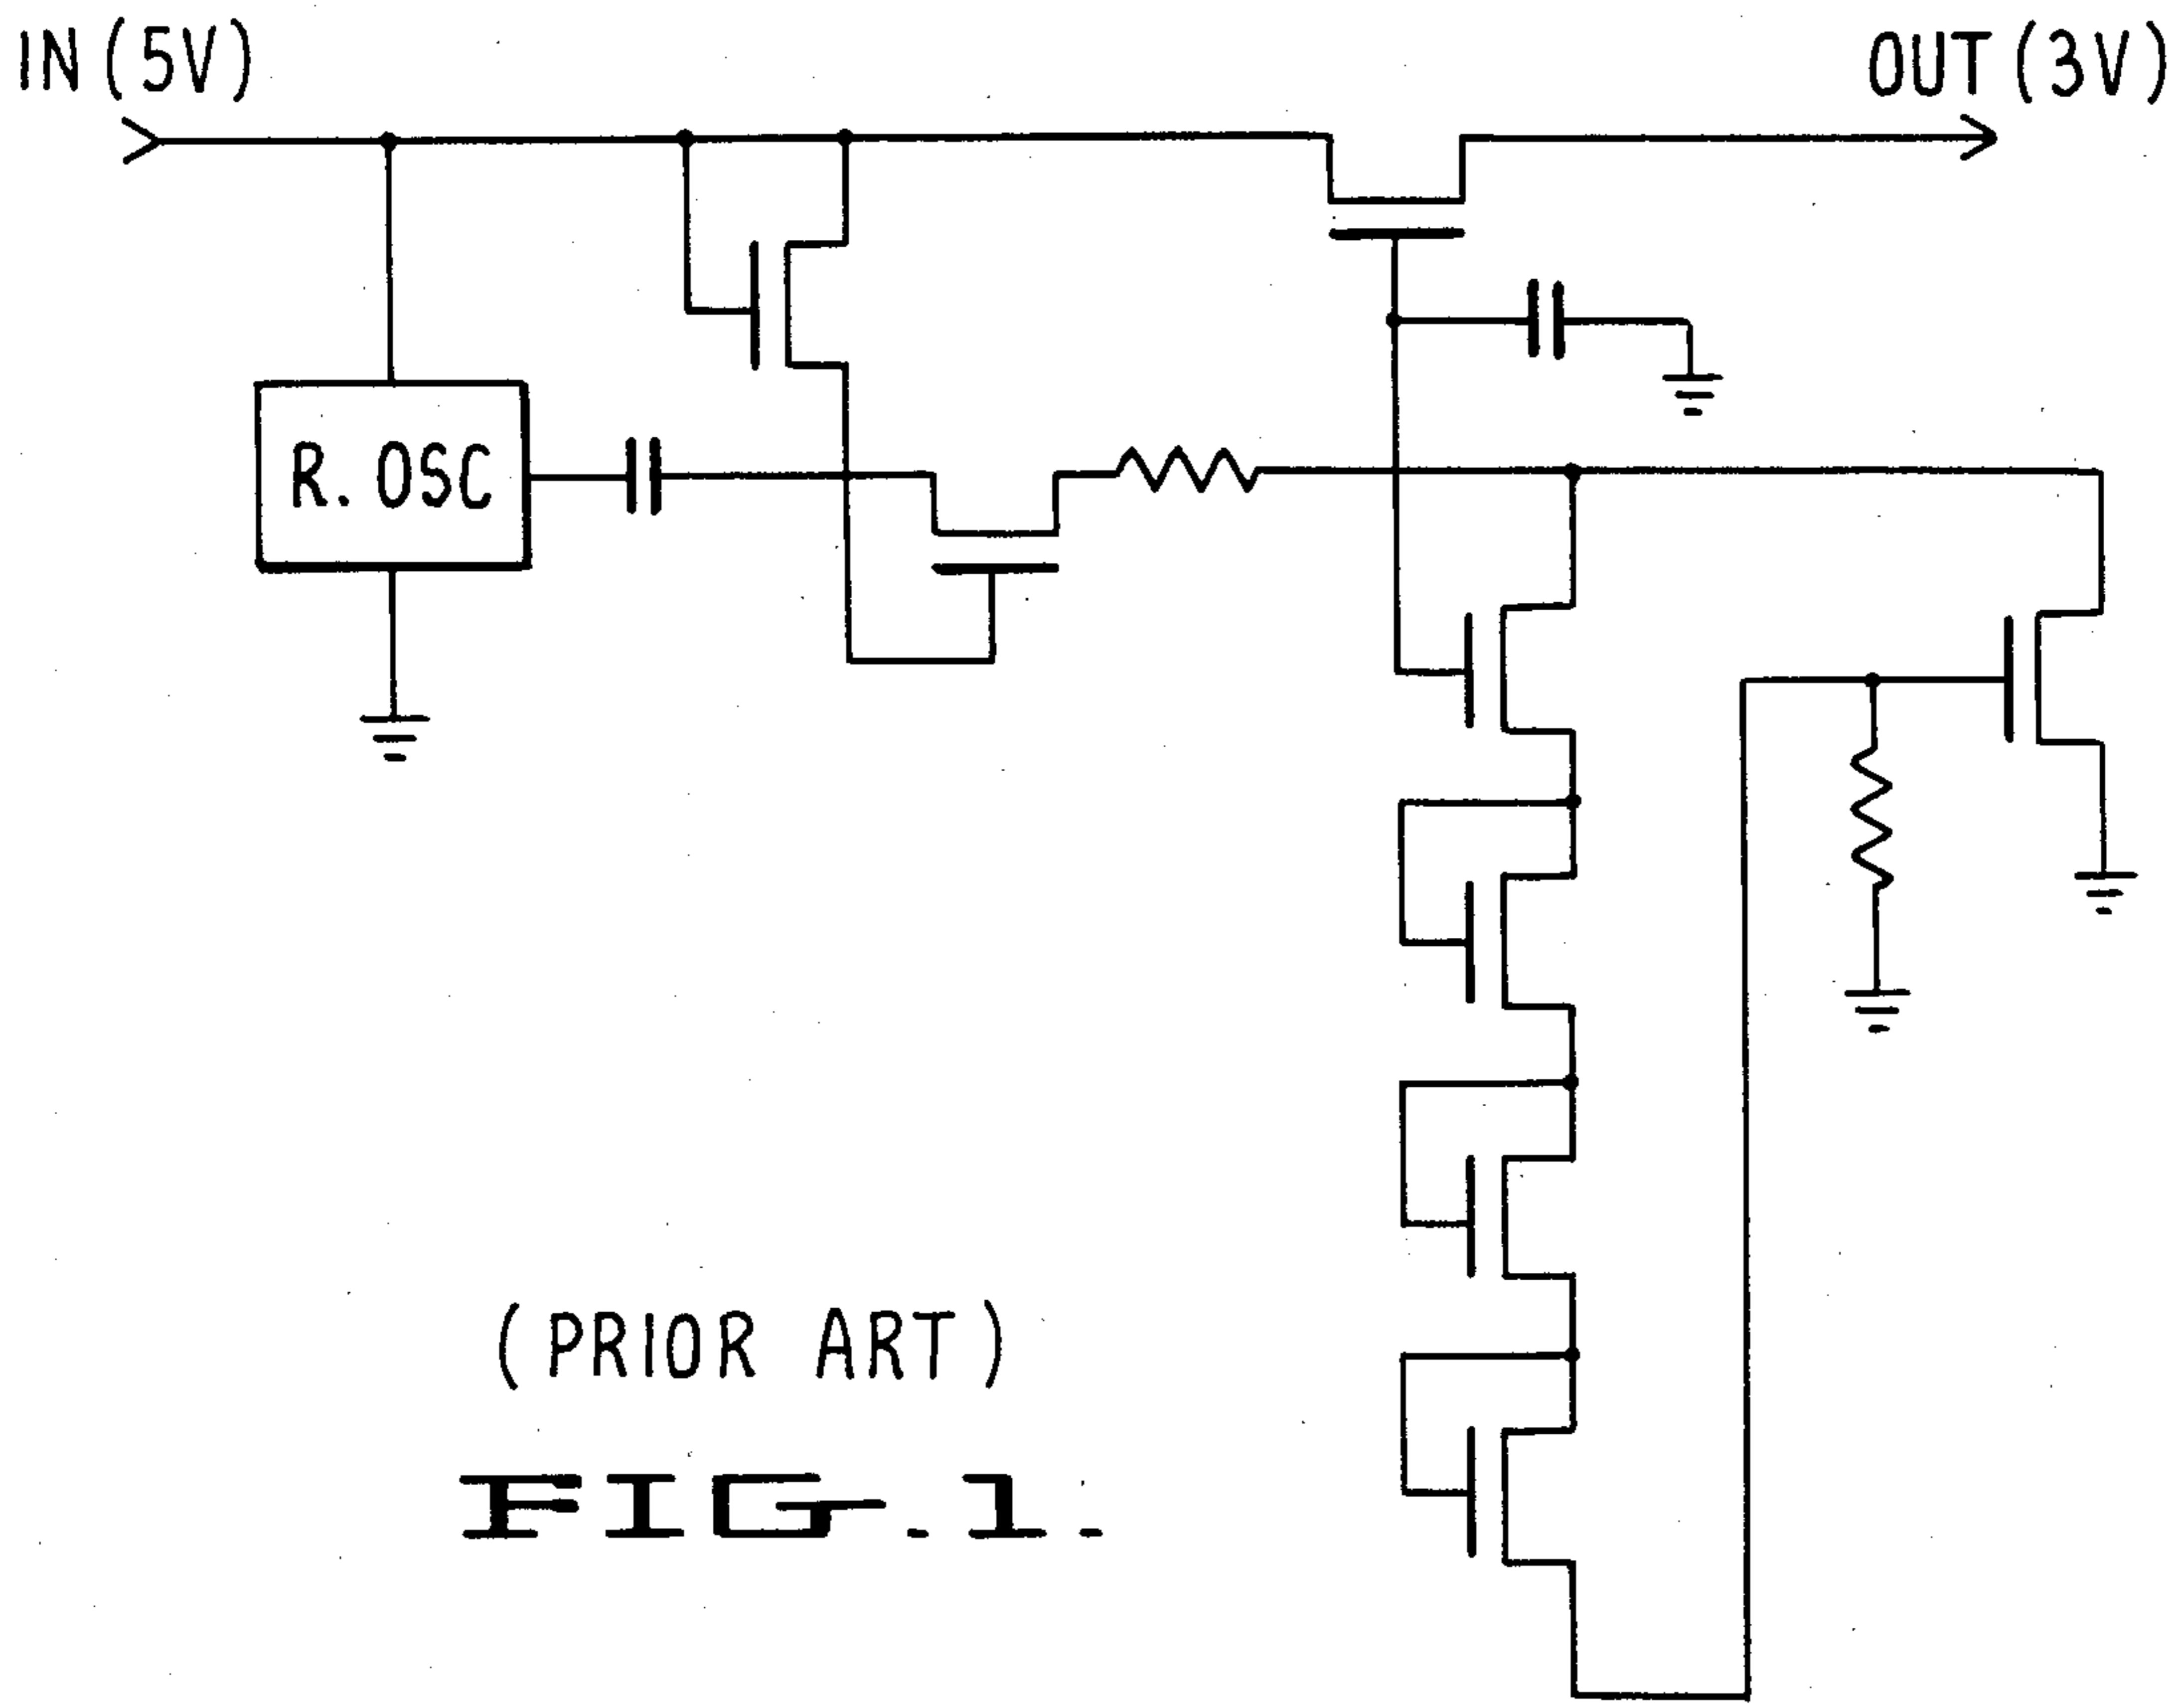 IN(5V)
OUT(3V)
R. OSC
(PRIOR ART)
FIG.1.